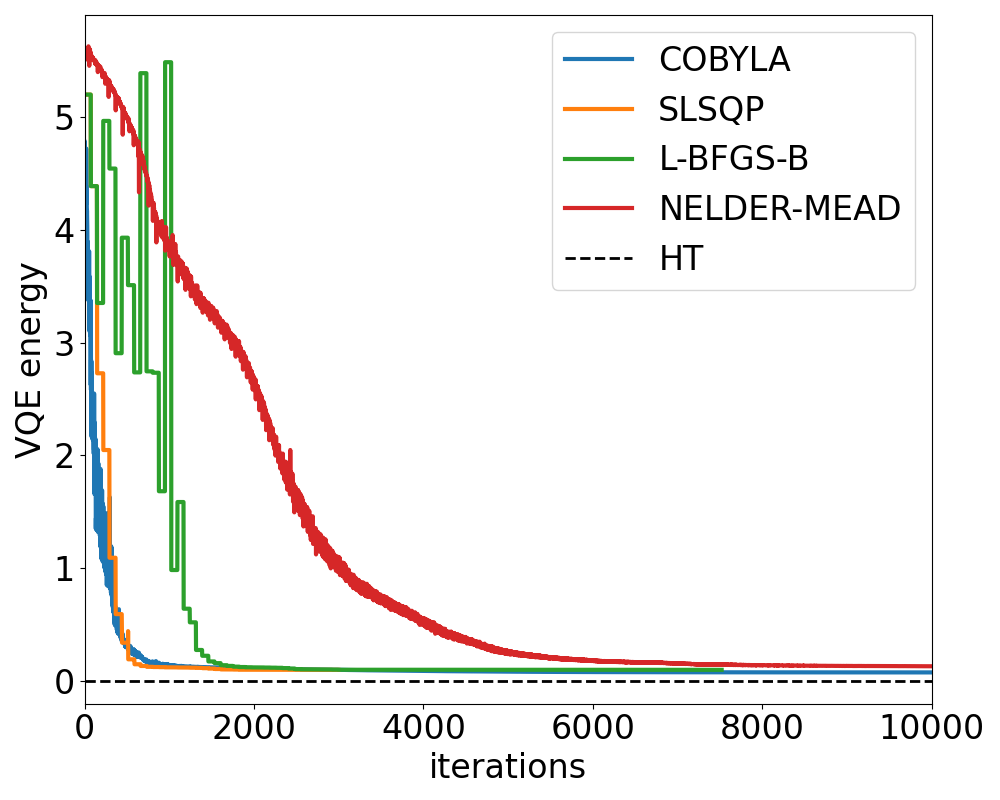 COBYLA
SLSQP
L-BFGS-B
NELDER-MEAD
HT
VQE energy
5
4
3
2
1
0
0 2000 4000 6000 8000 10000
iterations